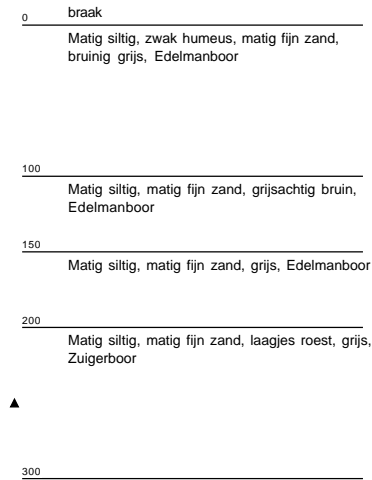 braak
0
Matig siltig, zwak humeus, matig fijn zand,
bruinig grijs, Edelmanboor
100
Matig siltig, matig fijn zand, grijsachtig bruin,
Edelmanboor
150
Matig siltig, matig fijn zand, grijs, Edelmanboor
200
Matig siltig, matig fijn zand, laagjes roest, grijs,
Zuigerboor
300